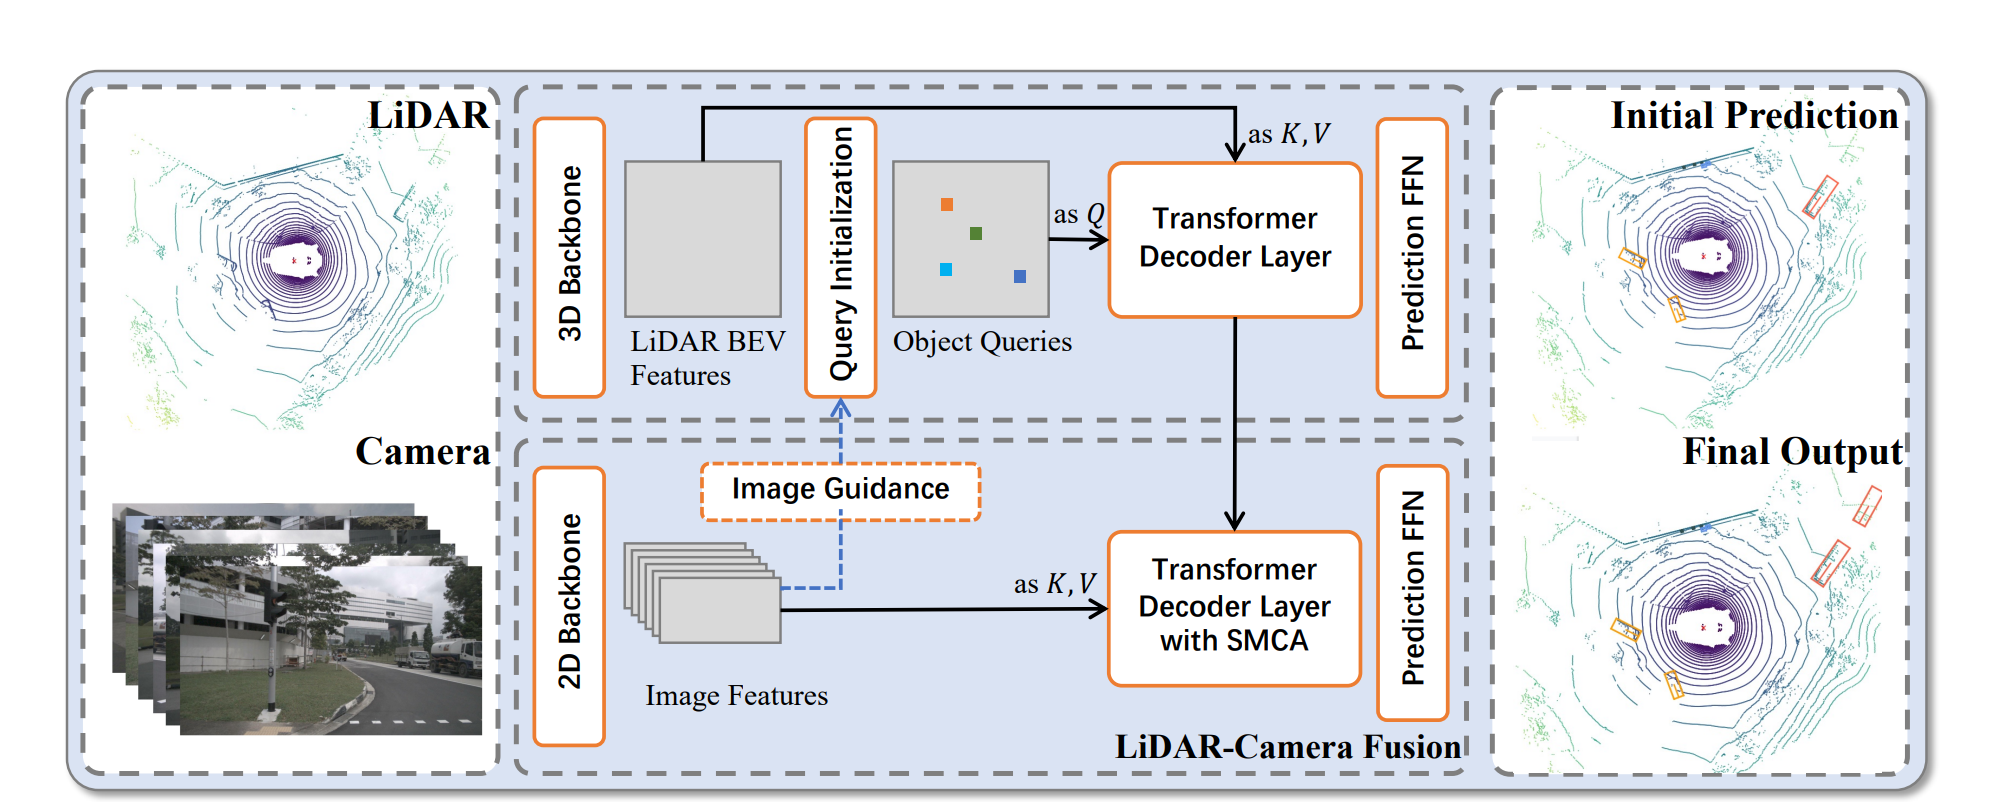 LiDAR
Camera
3D Backbone
LiDAR BEV
Features
Query Initialization
Object Queries
as Q
as K, V
Transformer
Decoder Layer
Prediction FFN
2D Backbone
Image Guidance
Image Features
as K, V
Transformer
Decoder Layer
with SMCA
Prediction FFN
LiDAR-Camera Fusion
Initial Prediction
Final Output